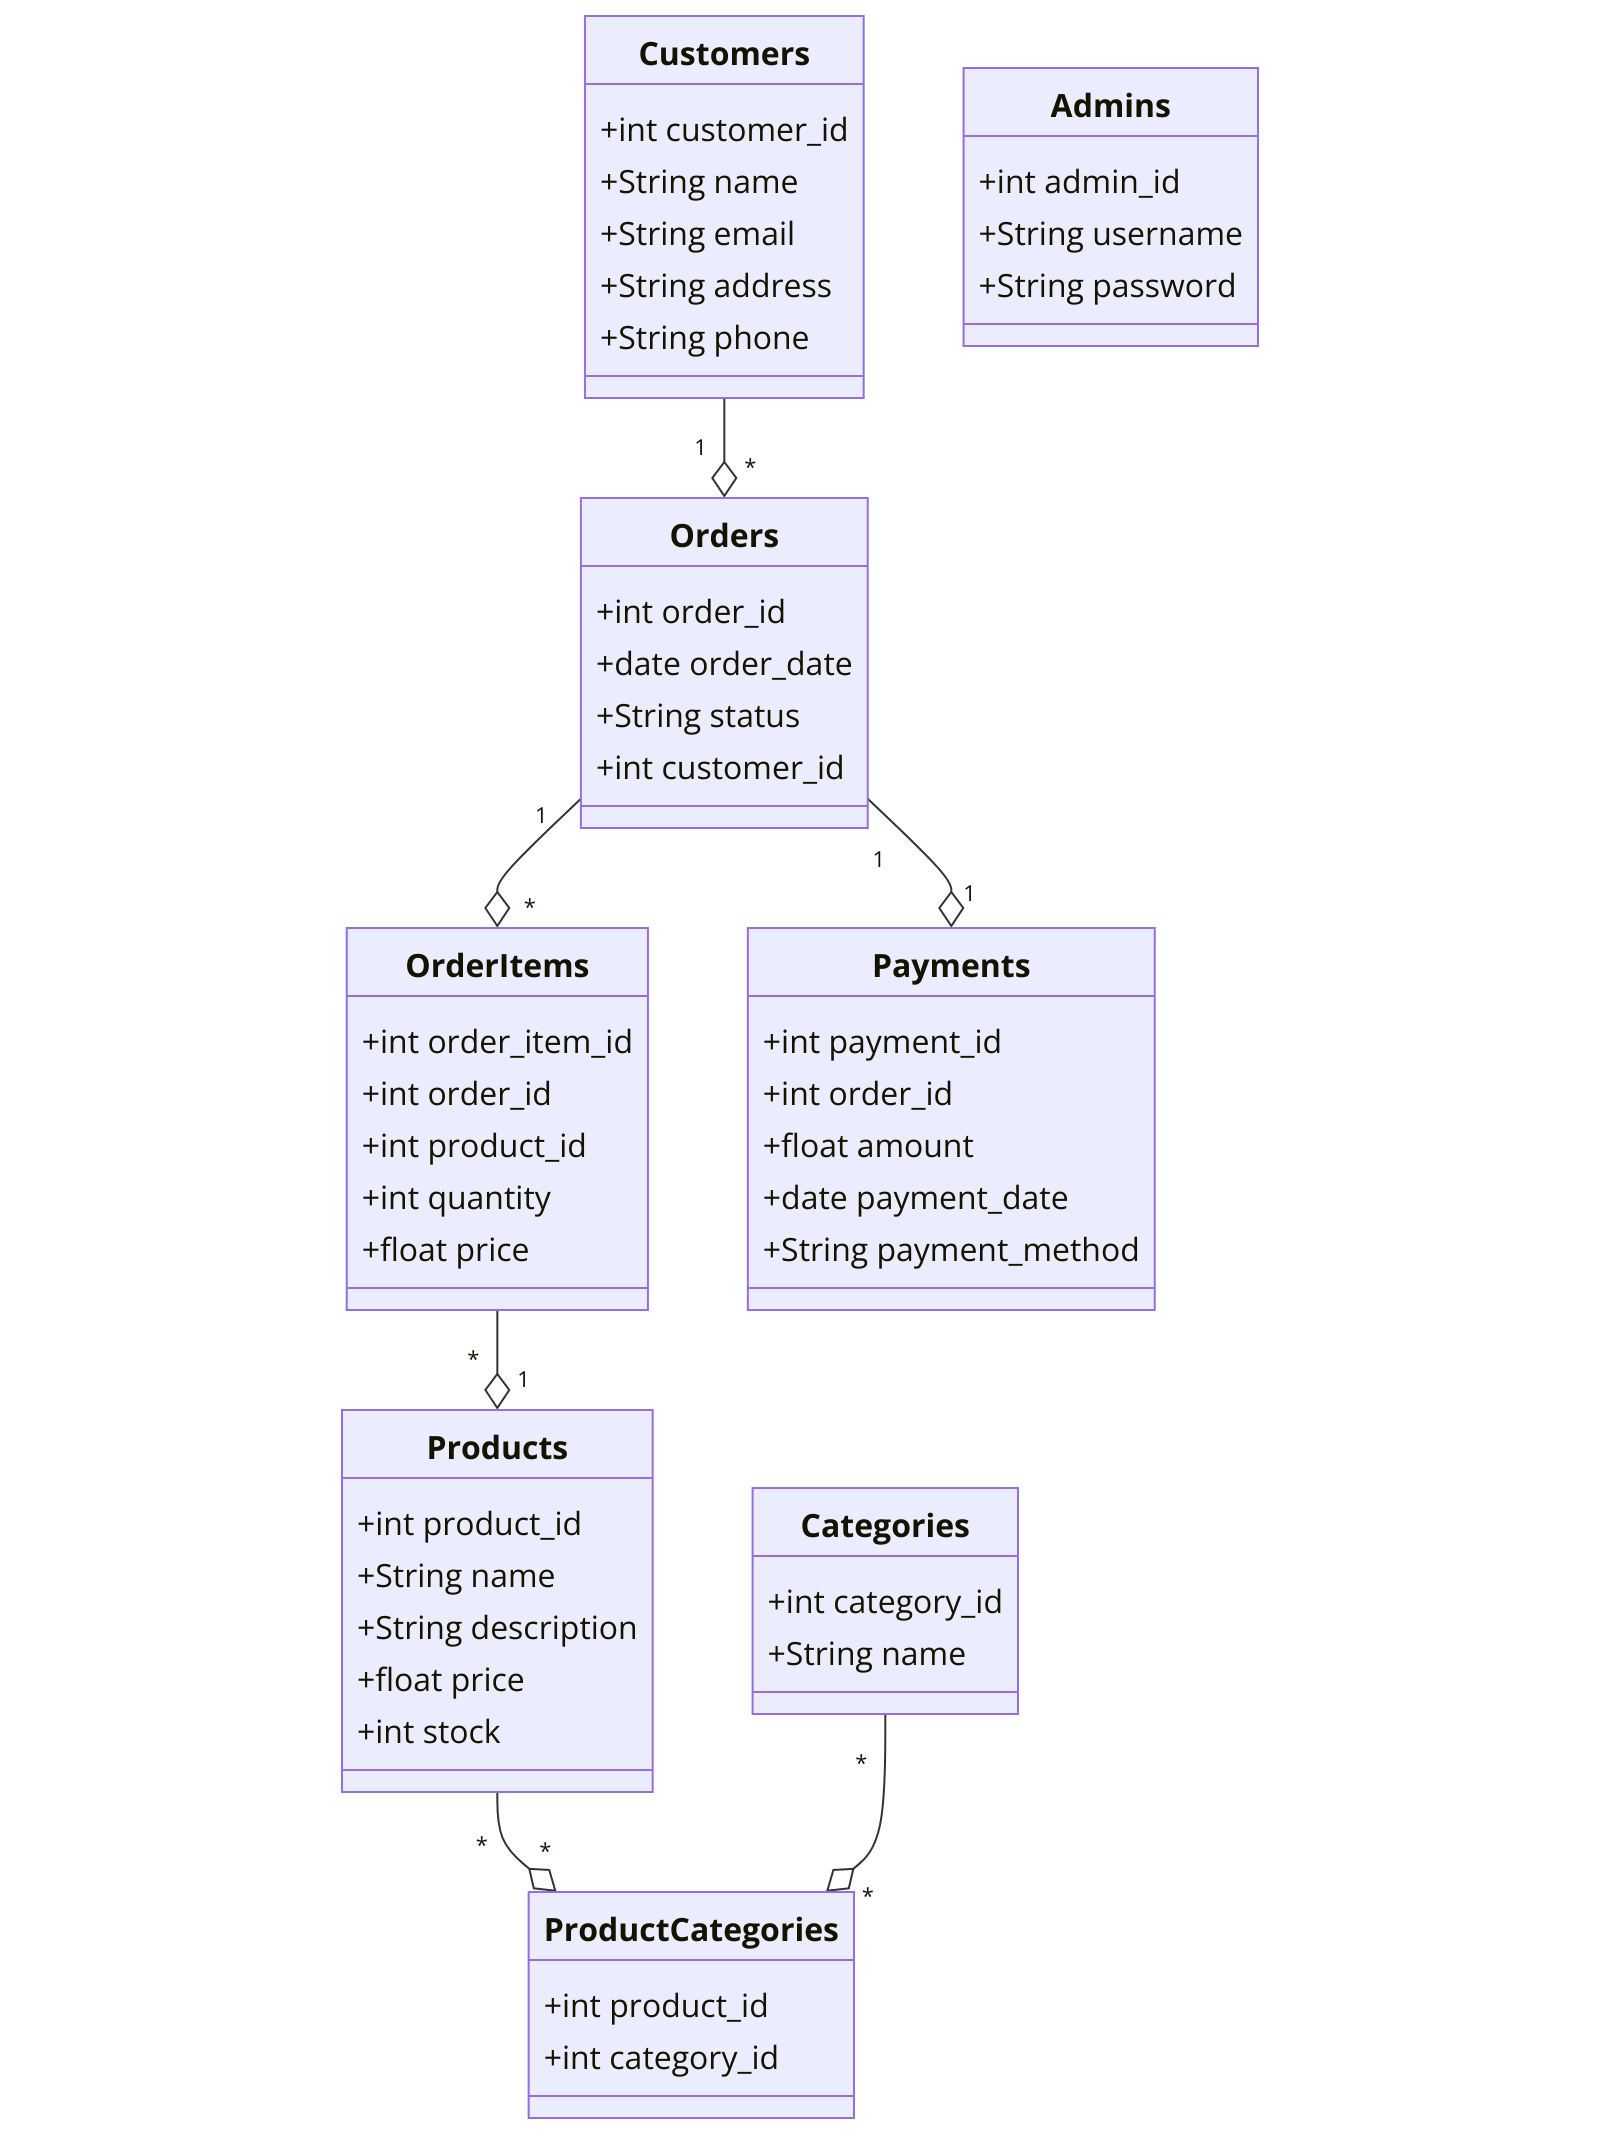 Customers
+int customer_id
+String name
+String email
+String address
+String phone
Admins
+int admin_id
+String username
+String password
1
*
Orders
+int order_id
+date order_date
+String status
+int customer_id
1
*
1
1
OrderItems
+int order_item_id
+int order_id
+int product_id
+int quantity
+float price
Payments
+int payment_id
+int order_id
+float amount
+date payment_date
+String payment_method
*
1
Products
+int product_id
+String name
+String description
+float price
+int stock
Categories
+int category_id
+String name
*
*
*
*
ProductCategories
+int product_id
+int category_id